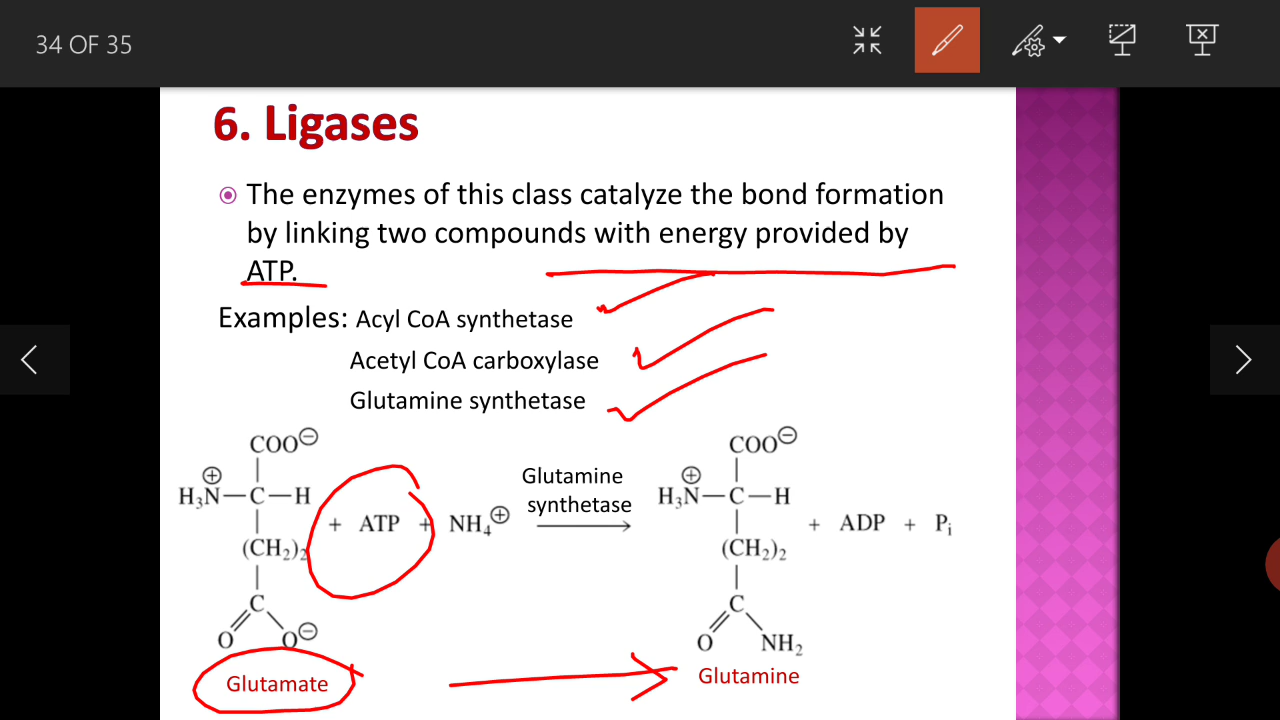 34 OF 35
6. Ligases
The enzymes of this class catalyze the bond formation
by linking two compounds with energy provided by
ATP.
Examples: Acyl CoA synthetase
Acetyl CoA carboxylase
Glutamine synthetase
COO⊖
H₃N⊕—C—H
(CH₂)₂
C
O O⊖
Glutamate
+ ATP + NH₄⊕
Glutamine
synthetase
COO⊖
H₃N⊕—C—H
(CH₂)₂
C
O NH₂
Glutamine
+ ADP + Pᵢ